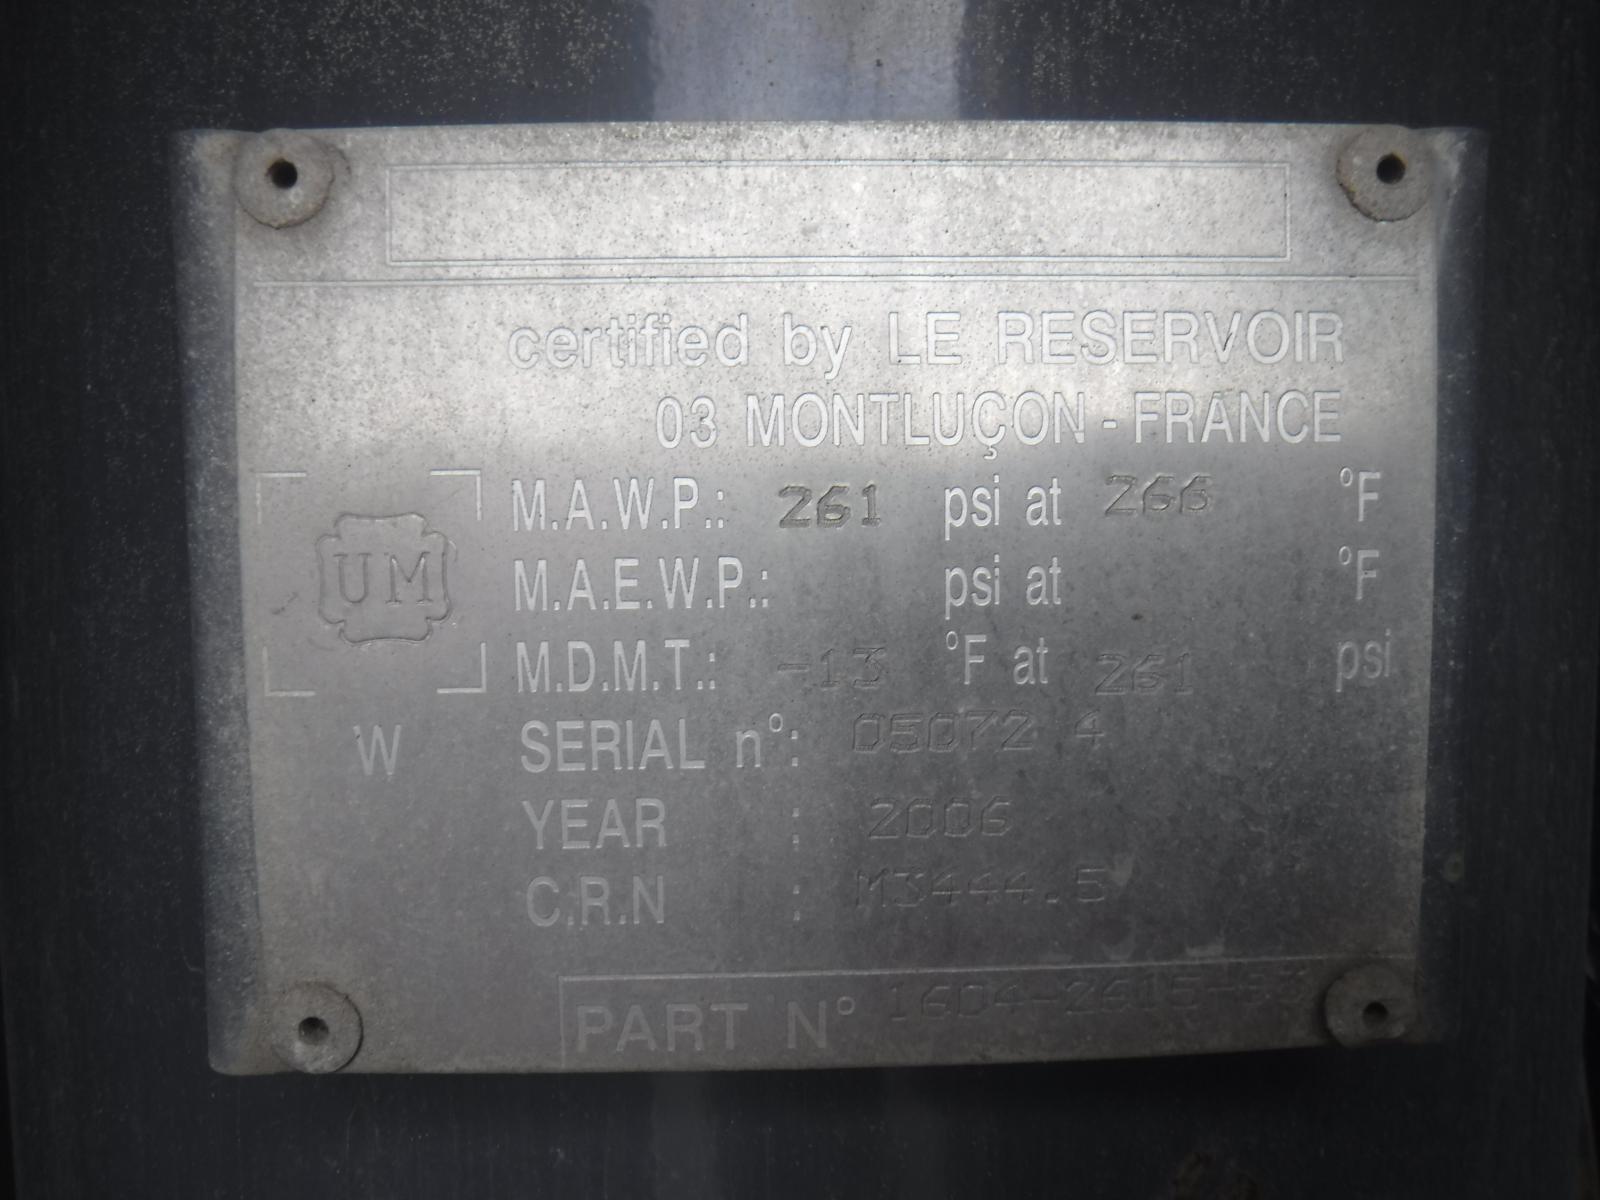 certified by LE RESERVOIR
03 MONTLUÇON - FRANCE
M.A.W.P.: 261 psi at 266 °F
UM
M.A.E.W.P.: psi at °F
M.D.M.T.: -13 °F at 261 psi
W SERIAL n°: 05072 4
YEAR : 2006
C.R.N : M3444.5
PART N°